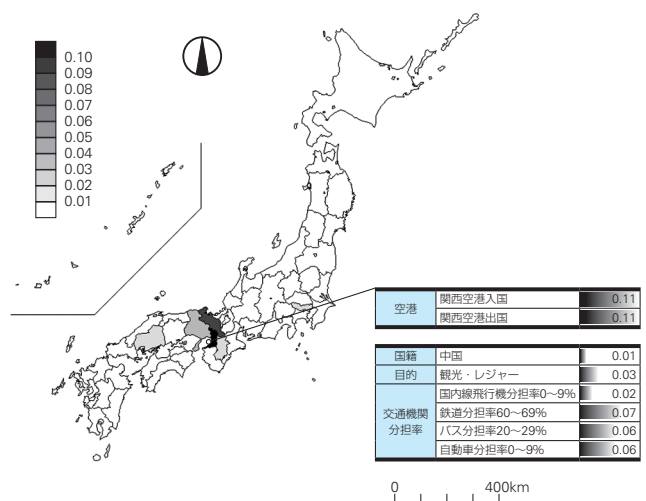 0.10
0.09
0.08
0.07
0.06
0.05
0.04
0.03
0.02
0.01
空港
関西空港入国 0.11
関西空港出国 0.11
国籍 中国 0.01
目的 観光・レジャー 0.03
交通機関
分担率
国内線飛行機分担率0〜9% 0.02
鉄道分担率60〜69% 0.07
バス分担率20〜29% 0.06
自動車分担率0〜9% 0.06
0 400km